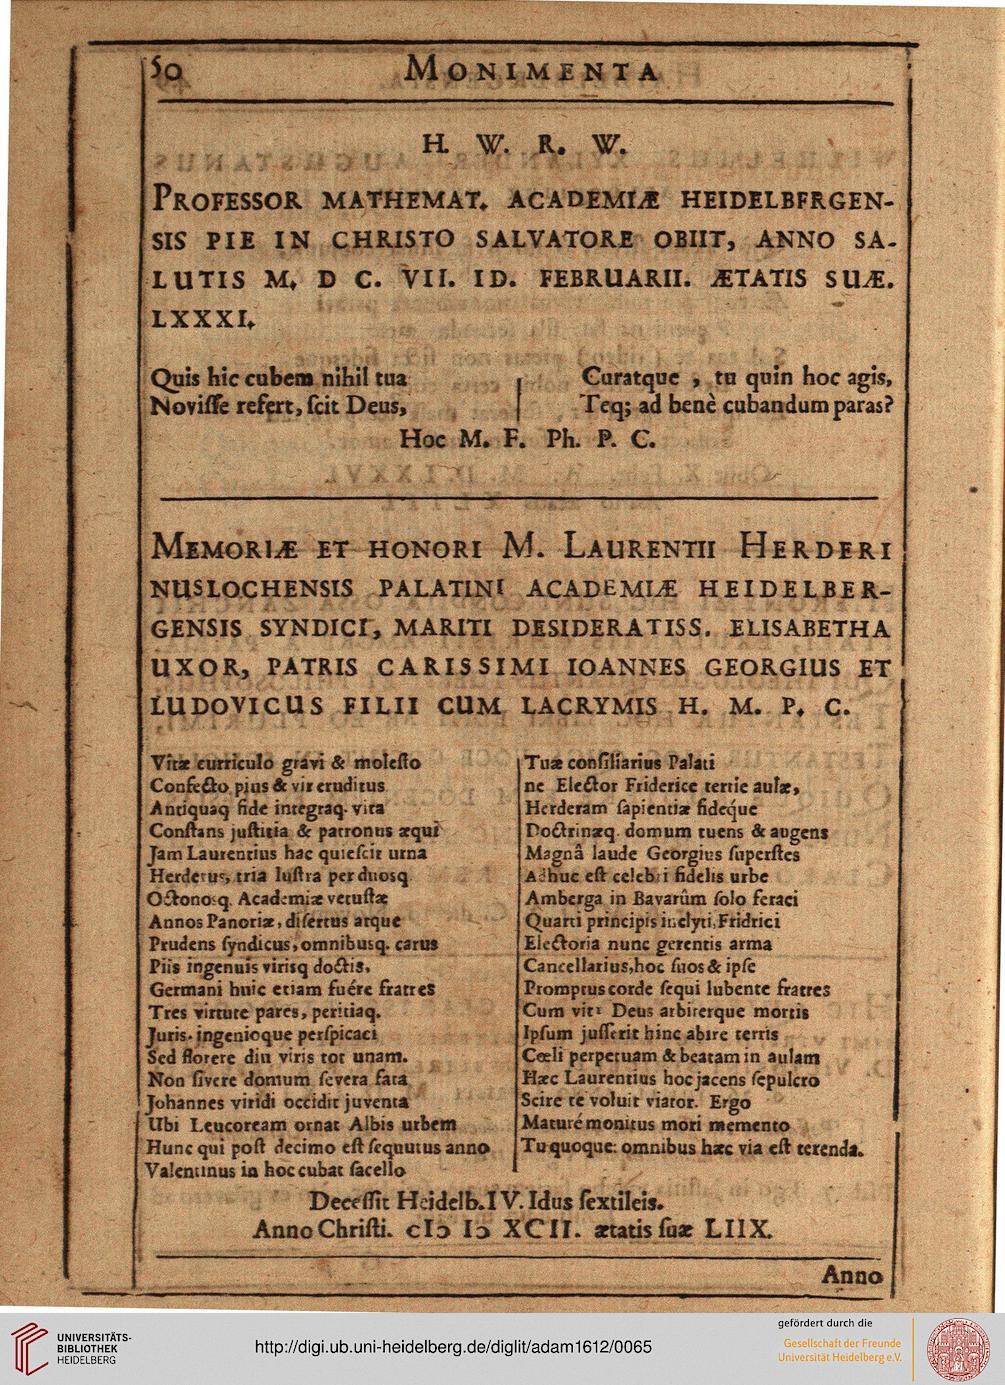 50 MONIMENTA
H. W. R. W.
PROFESSOR MATHEMAT. ACADEMIÆ HEIDELBERGEN-
SIS PIE IN CHRISTO SALVATORE OBIIT, ANNO SA-
LUTIS M. D C. VII. ID. FEBRUARII. ÆTATIS SUÆ.
LXXXI.
Quis hic cubem nihil tua
Novisse refert, scit Deus,
Curatque , tu quin hoc agis,
Teq; ad benè cubandum paras?
Hoc M. F. Ph. P. C.
MEMORIÆ ET HONORI M. LAURENTII HERDERI
NUSLOCHENSIS PALATINI ACADEMIÆ HEIDELBER-
GENSIS SYNDICI, MARITI DESIDERATISS. ELISABETHA
UXOR, PATRIS CARISSIMI IOANNES GEORGIUS ET
LUDOVICUS FILII CUM LACRYMIS H. M. P. C.
Vitæ curriculo gravi & molesto
Confecto, pius & vir eruditus
Antiquaq fide integraq. vita
Constans justitia & patronus æqui
Jam Laurentius hac quiescit urna
Herderus, tria lustra per duosq
Octonosq. Academiæ vetustæ
Annos Panoriæ, disertus atque
Prudens syndicus, omnibusq. carus
Piis ingenuis virisq doctis.
Germani huic etiam fuére fratres
Tres virtute pares, peritiaq.
Juris. ingenioque perspicaci
Sed florere diu viris tot unam.
Non sivere domum severa fata
Johannes viridi occidit juventa
Ubi Leucoream ornat Albis urbem
Hunc qui post decimo est sequutus anno
Valentinus in hoc cubat sacello
Tuæ consiliarius Palati
ne Elector Friderice tertie aulæ,
Herderam sapientiæ fideque
Doctrinæq. domum tuens & augens
Magnâ laude Georgius superstes
Adhuc est celebri fidelis urbe
Amberga in Bavarûm solo feraci
Quarti principis inclyti, Fridrici
Electoria nunc gerentis arma
Cancellarius, hoc suos & ipse
Promptus corde sequi lubente fratres
Cum vitæ Deus arbiterque mortis
Ipsum jusserit hinc abire terris
Cœli perpetuam & beatam in aulam
Hæc Laurentius hoc jacens sepulcro
Scire te voluit viator. Ergo
Maturé monitus mori memento
Tu quoque: omnibus hæc via est terenda.
Decessit Heidelb. IV. Idus sextileis.
Anno Christi. cIↄ Iↄ XCII. ætatis suæ LIIX.
Anno
UNIVERSITÄTS-
BIBLIOTHEK
HEIDELBERG
http://digi.ub.uni-heidelberg.de/diglit/adam1612/0065
gefördert durch die
Gesellschaft der Freunde
Universität Heidelberg e.V.